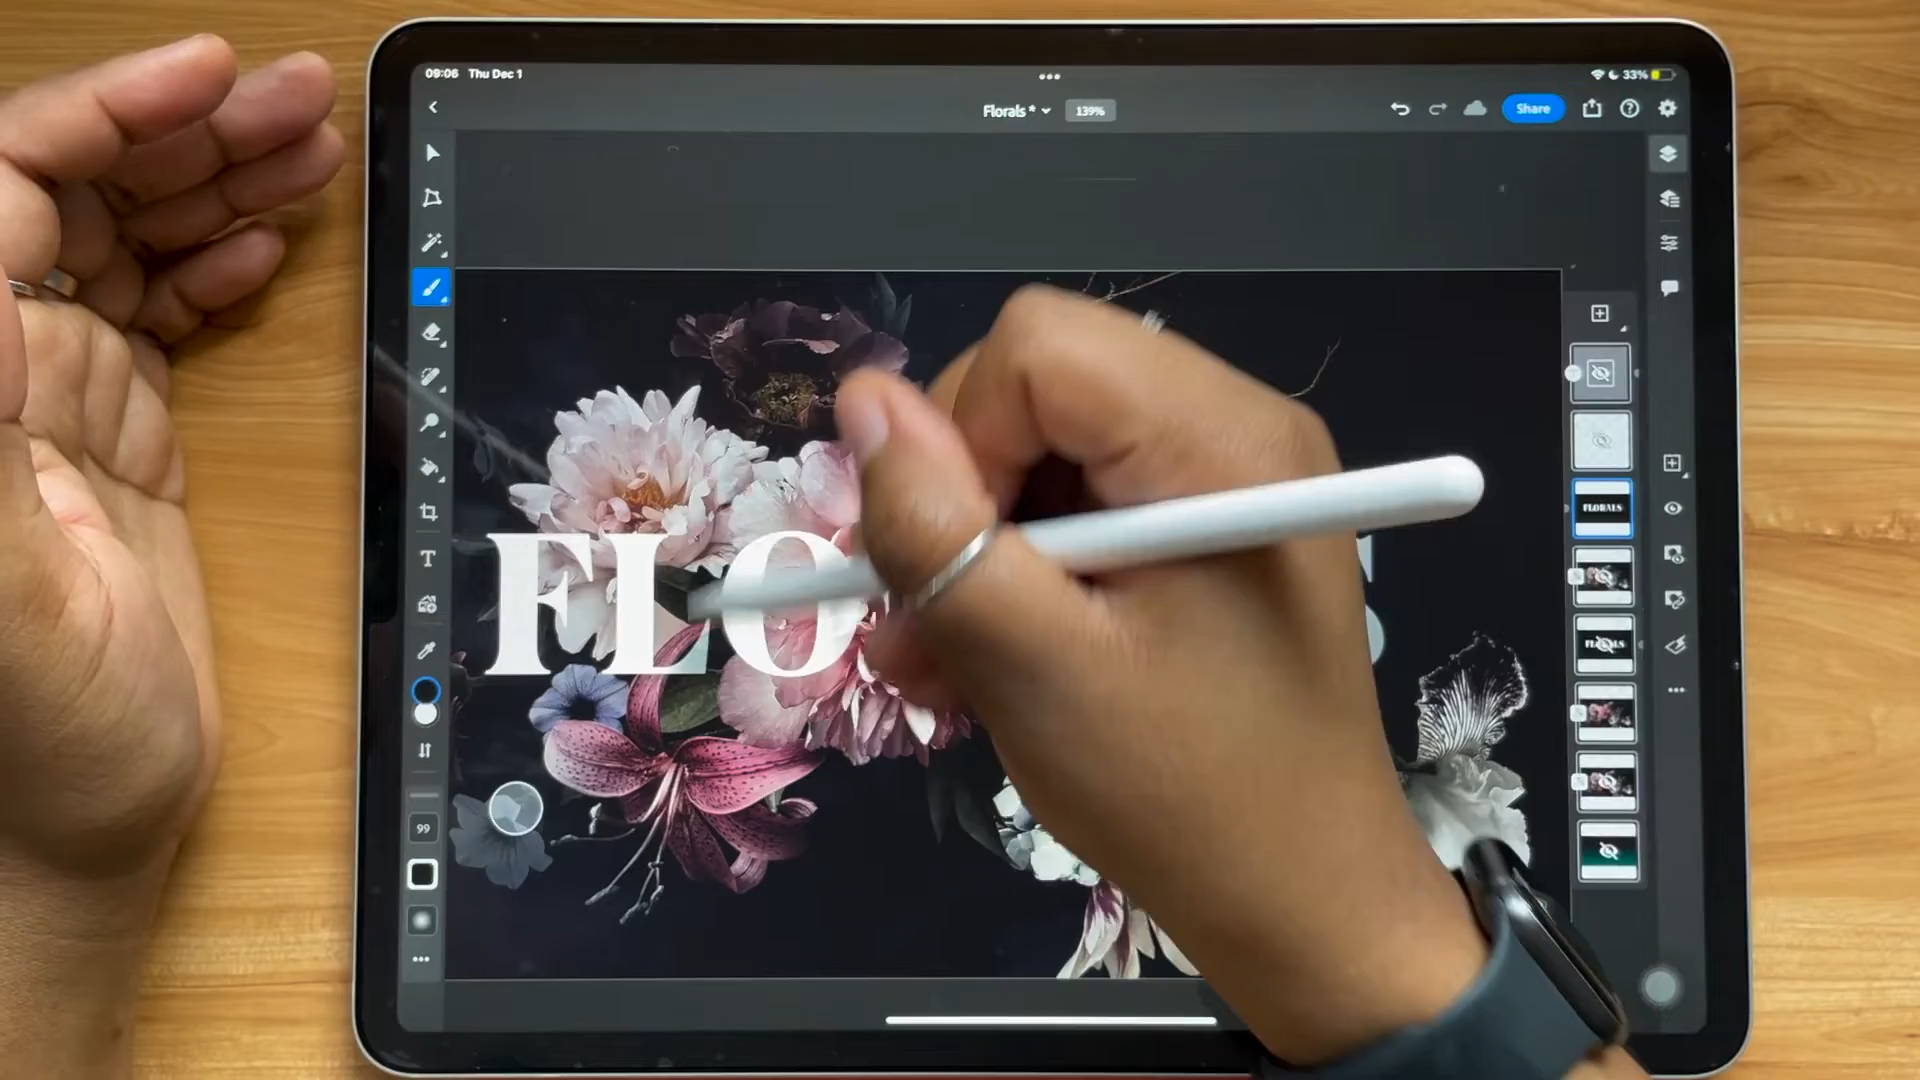 09:06 Thu Dec 1
33%
Florals * 139%
Share
FLO
T
99
FLORALS